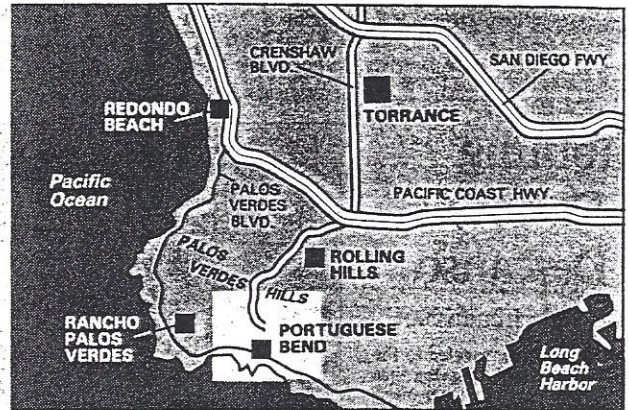 CRENSHAW
BLVD.
SAN DIEGO FWY.
REDONDO
BEACH
TORRANCE
Pacific
Ocean
PALOS
VERDES
BLVD.
PACIFIC COAST HWY.
PALOS
VERDES
HILLS
ROLLING
HILLS
RANCHO
PALOS
VERDES
PORTUGUESE
BEND
Long
Beach
Harbor